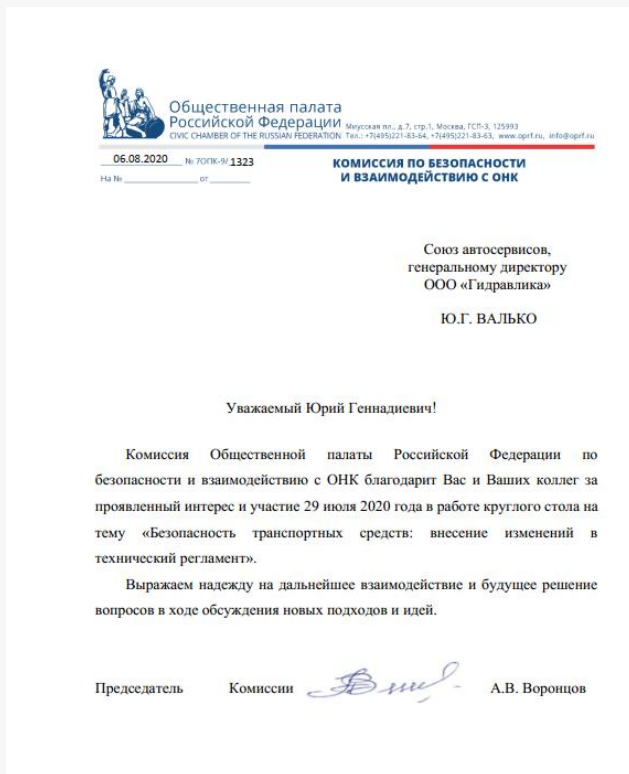 Общественная палата
Российской Федерации
CIVIC CHAMBER OF THE RUSSIAN FEDERATION
Миусская пл., д.7, стр.1, Москва, ГСП-3, 125993
Тел.: +7(495)221-83-64, +7(495)221-83-63, www.oprf.ru, info@oprf.ru
06.08.2020 № 7ОПК-9/ 1323
На № от
КОМИССИЯ ПО БЕЗОПАСНОСТИ
И ВЗАИМОДЕЙСТВИЮ С ОНК
Союз автосервисов,
генеральному директору
ООО «Гидравлика»
Ю.Г. ВАЛЬКО
Уважаемый Юрий Геннадиевич!
Комиссия Общественной палаты Российской Федерации по
безопасности и взаимодействию с ОНК благодарит Вас и Ваших коллег за
проявленный интерес и участие 29 июля 2020 года в работе круглого стола на
тему «Безопасность транспортных средств: внесение изменений в
технический регламент».
Выражаем надежду на дальнейшее взаимодействие и будущее решение
вопросов в ходе обсуждения новых подходов и идей.
Председатель Комиссии А.В. Воронцов